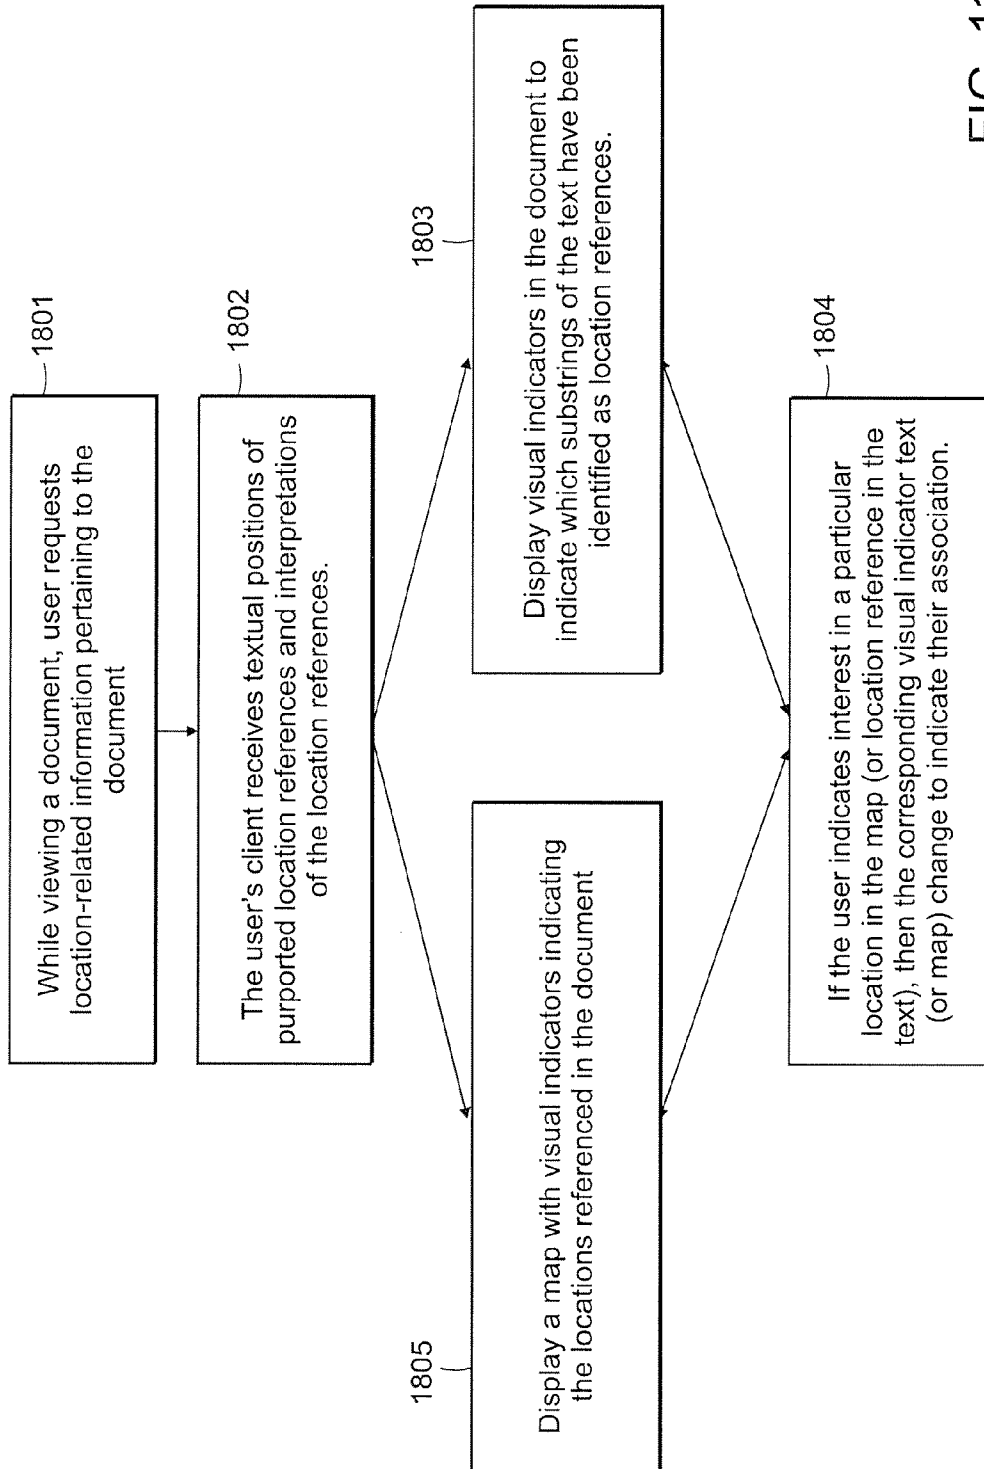 1801
While viewing a document, user requests
location-related information pertaining to the
document
1802
The user's client receives textual positions of
purported location references and interpretations
of the location references.
1805
Display a map with visual indicators indicating
the locations referenced in the document
1803
Display visual indicators in the document to
indicate which substrings of the text have been
identified as location references.
1804
If the user indicates interest in a particular
location in the map (or location reference in the
text), then the corresponding visual indicator text
(or map) change to indicate their association.
FIG.